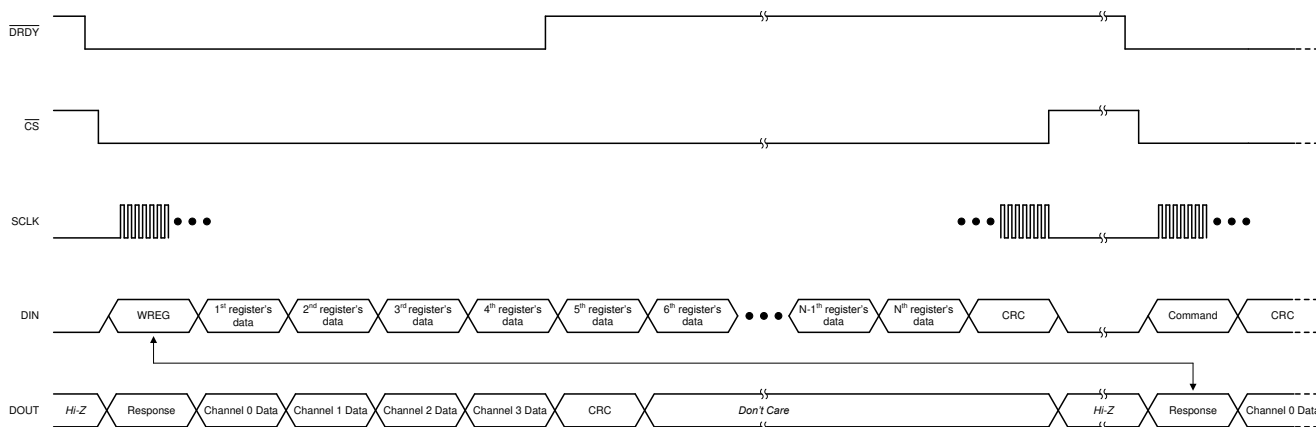 DRDY
CS
SCLK
DIN
WREG
1st register's
data
2nd register's
data
3rd register's
data
4th register's
data
5th register's
data
6th register's
data
N-1th register's
data
Nth register's
data
CRC
Command
CRC
DOUT
Hi-Z
Response
Channel 0 Data
Channel 1 Data
Channel 2 Data
Channel 3 Data
CRC
Don't Care
Hi-Z
Response
Channel 0 Data